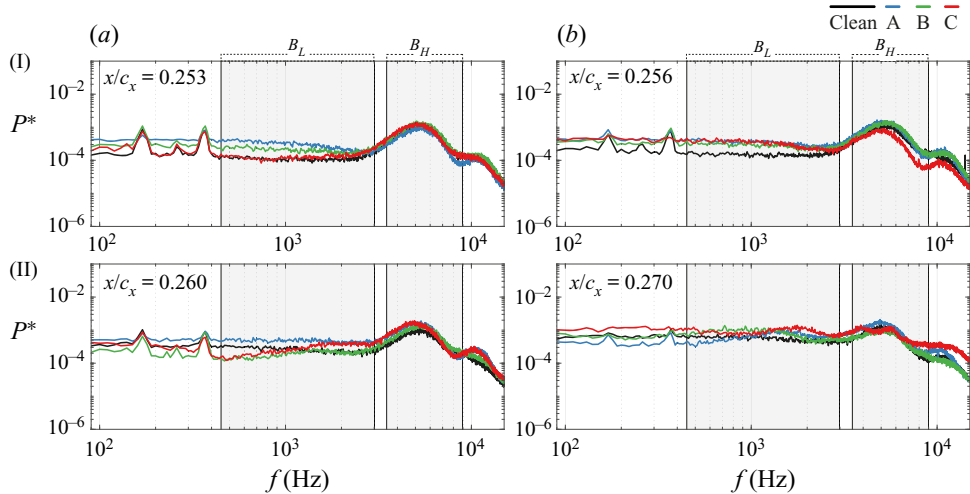 Clean A B C
(a) (b)
B_L B_H B_L B_H
(I)
x/c_x = 0.253 x/c_x = 0.256
10^–2 10^–2
P*
10^–4 10^–4
10^–6 10^–6
10^2 10^3 10^4 10^2 10^3 10^4
(II)
x/c_x = 0.260 x/c_x = 0.270
10^–2 10^–2
P*
10^–4 10^–4
10^–6 10^–6
10^2 10^3 10^4 10^2 10^3 10^4
f (Hz) f (Hz)